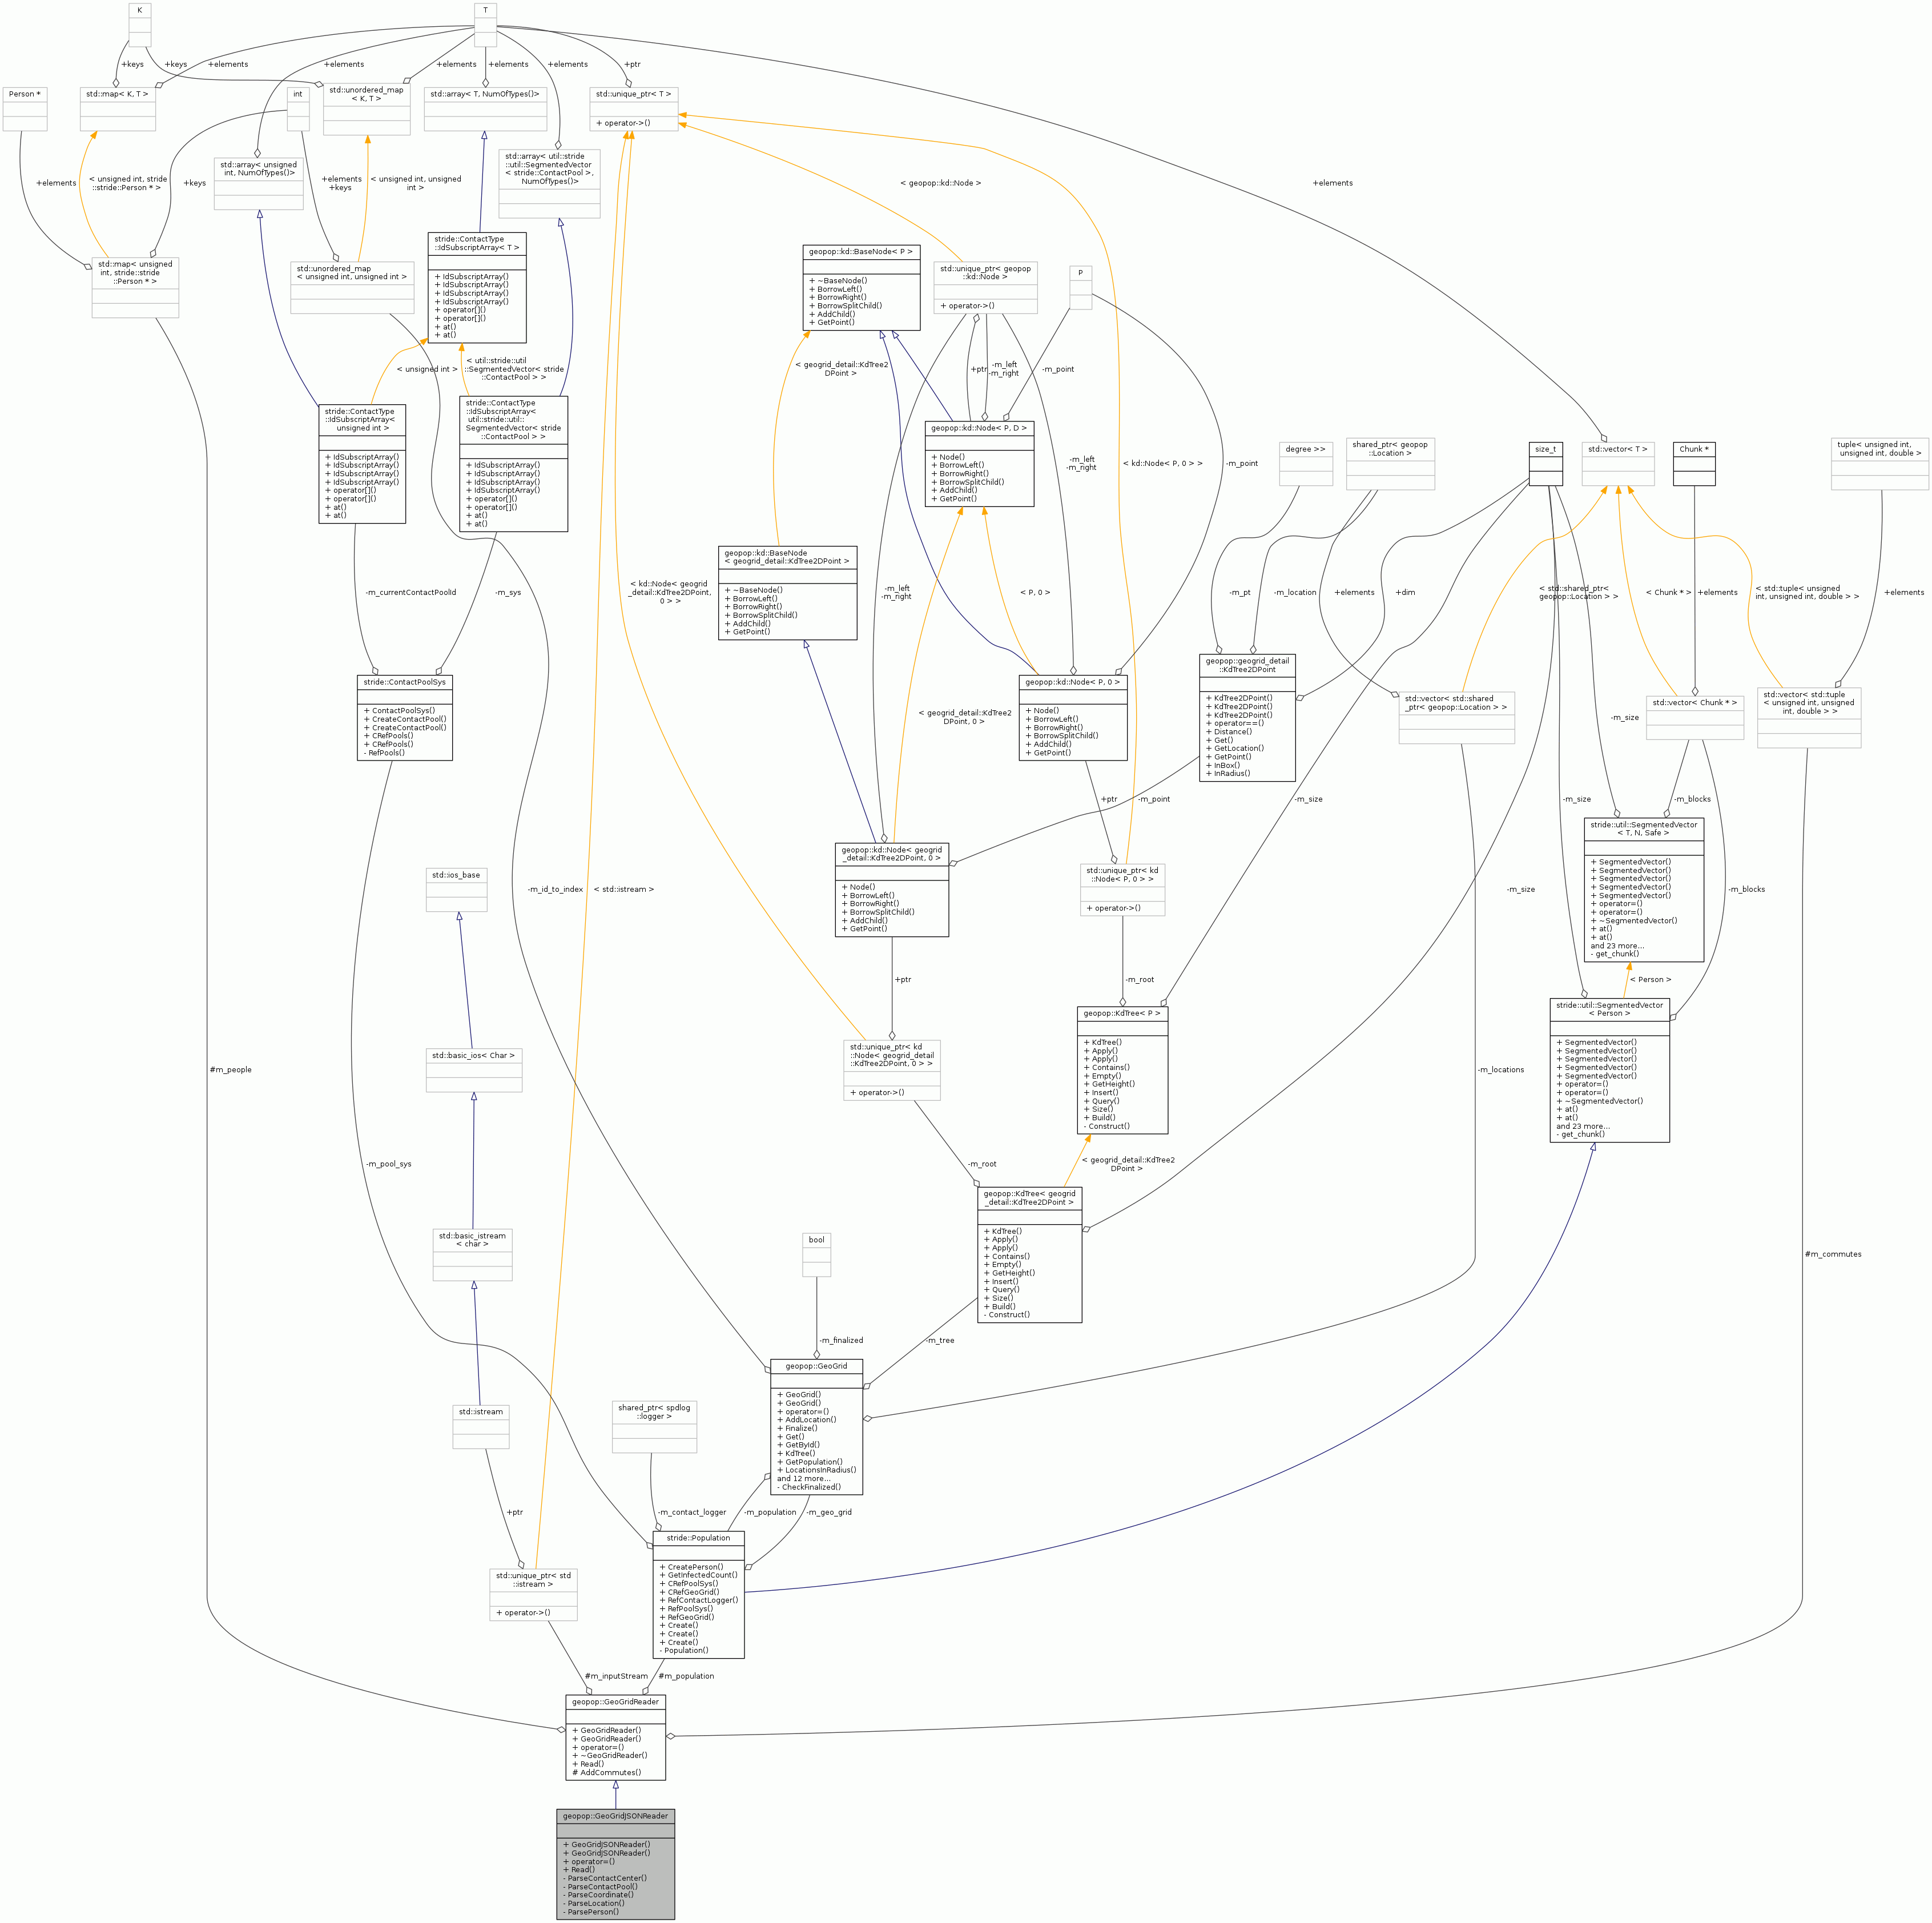 K
T
+keys
+keys
+elements
+elements
+elements
+elements
+elements
+ptr
Person *
std::map< K, T >
int
std::unordered_map
< K, T >
std::array< T, NumOfTypes()>
std::unique_ptr< T >
+ operator->()
std::array< unsigned
int, NumOfTypes()>
std::array< util::stride
::util::SegmentedVector
< stride::ContactPool >,
NumOfTypes()>
+elements
< unsigned int, stride
::stride::Person * >
+keys
+elements
+keys
< unsigned int, unsigned
int >
< geopop::kd::Node >
+elements
std::map< unsigned
int, stride::stride
::Person * >
std::unordered_map
< unsigned int, unsigned int >
stride::ContactType
::IdSubscriptArray< T >
+ IdSubscriptArray()
+ IdSubscriptArray()
+ IdSubscriptArray()
+ IdSubscriptArray()
+ operator[]()
+ operator[]()
+ at()
+ at()
geopop::kd::BaseNode< P >
+ ~BaseNode()
+ BorrowLeft()
+ BorrowRight()
+ BorrowSplitChild()
+ AddChild()
+ GetPoint()
std::unique_ptr< geopop
::kd::Node >
+ operator->()
P
< unsigned int >
< util::stride::util
::SegmentedVector< stride
::ContactPool > >
< geogrid_detail::KdTree2
DPoint >
+ptr
-m_left
-m_right
-m_point
stride::ContactType
::IdSubscriptArray<
unsigned int >
+ IdSubscriptArray()
+ IdSubscriptArray()
+ IdSubscriptArray()
+ IdSubscriptArray()
+ operator[]()
+ operator[]()
+ at()
+ at()
stride::ContactType
::IdSubscriptArray<
util::stride::util::
SegmentedVector< stride
::ContactPool > >
+ IdSubscriptArray()
+ IdSubscriptArray()
+ IdSubscriptArray()
+ IdSubscriptArray()
+ operator[]()
+ operator[]()
+ at()
+ at()
geopop::kd::Node< P, D >
+ Node()
+ BorrowLeft()
+ BorrowRight()
+ BorrowSplitChild()
+ AddChild()
+ GetPoint()
-m_left
-m_right
< kd::Node< P, 0 > >
-m_point
degree >>
shared_ptr< geopop
::Location >
size_t
std::vector< T >
Chunk *
tuple< unsigned int,
unsigned int, double >
-m_currentContactPoolId
-m_sys
< kd::Node< geogrid
_detail::KdTree2DPoint,
0 > >
geopop::kd::BaseNode
< geogrid_detail::KdTree2DPoint >
+ ~BaseNode()
+ BorrowLeft()
+ BorrowRight()
+ BorrowSplitChild()
+ AddChild()
+ GetPoint()
-m_left
-m_right
< P, 0 >
-m_pt
-m_location
+elements
+dim
< std::shared_ptr<
geopop::Location > >
< Chunk * >
+elements
< std::tuple< unsigned
int, unsigned int, double > >
+elements
stride::ContactPoolSys
+ ContactPoolSys()
+ CreateContactPool()
+ CreateContactPool()
+ CRefPools()
+ CRefPools()
- RefPools()
< geogrid_detail::KdTree2
DPoint, 0 >
geopop::kd::Node< P, 0 >
+ Node()
+ BorrowLeft()
+ BorrowRight()
+ BorrowSplitChild()
+ AddChild()
+ GetPoint()
geopop::geogrid_detail
::KdTree2DPoint
+ KdTree2DPoint()
+ KdTree2DPoint()
+ KdTree2DPoint()
+ operator==()
+ Distance()
+ Get()
+ GetLocation()
+ GetPoint()
+ InBox()
+ InRadius()
std::vector< std::shared
_ptr< geopop::Location > >
-m_size
std::vector< Chunk * >
std::vector< std::tuple
< unsigned int, unsigned
int, double > >
+ptr
-m_point
-m_size
-m_size
-m_blocks
geopop::kd::Node< geogrid
_detail::KdTree2DPoint, 0 >
+ Node()
+ BorrowLeft()
+ BorrowRight()
+ BorrowSplitChild()
+ AddChild()
+ GetPoint()
std::unique_ptr< kd
::Node< P, 0 > >
+ operator->()
stride::util::SegmentedVector
< T, N, Safe >
+ SegmentedVector()
+ SegmentedVector()
+ SegmentedVector()
+ SegmentedVector()
+ SegmentedVector()
+ operator=()
+ operator=()
+ ~SegmentedVector()
+ at()
+ at()
and 23 more...
- get_chunk()
std::ios_base
-m_id_to_index
< std::istream >
-m_size
-m_blocks
+ptr
-m_root
< Person >
std::basic_ios< Char >
#m_people
std::unique_ptr< kd
::Node< geogrid_detail
::KdTree2DPoint, 0 > >
+ operator->()
geopop::KdTree< P >
+ KdTree()
+ Apply()
+ Apply()
+ Contains()
+ Empty()
+ GetHeight()
+ Insert()
+ Query()
+ Size()
+ Build()
- Construct()
-m_locations
stride::util::SegmentedVector
< Person >
+ SegmentedVector()
+ SegmentedVector()
+ SegmentedVector()
+ SegmentedVector()
+ SegmentedVector()
+ operator=()
+ operator=()
+ ~SegmentedVector()
+ at()
+ at()
and 23 more...
- get_chunk()
-m_pool_sys
-m_root
< geogrid_detail::KdTree2
DPoint >
std::basic_istream
< char >
bool
geopop::KdTree< geogrid
_detail::KdTree2DPoint >
+ KdTree()
+ Apply()
+ Apply()
+ Contains()
+ Empty()
+ GetHeight()
+ Insert()
+ Query()
+ Size()
+ Build()
- Construct()
#m_commutes
-m_finalized
-m_tree
std::istream
shared_ptr< spdlog
::logger >
geopop::GeoGrid
+ GeoGrid()
+ GeoGrid()
+ operator=()
+ AddLocation()
+ Finalize()
+ Get()
+ GetById()
+ KdTree()
+ GetPopulation()
+ LocationsInRadius()
and 12 more...
- CheckFinalized()
+ptr
-m_contact_logger
-m_population
-m_geo_grid
std::unique_ptr< std
::istream >
+ operator->()
stride::Population
+ CreatePerson()
+ GetInfectedCount()
+ CRefPoolSys()
+ CRefGeoGrid()
+ RefContactLogger()
+ RefPoolSys()
+ RefGeoGrid()
+ Create()
+ Create()
+ Create()
- Population()
#m_inputStream
#m_population
geopop::GeoGridReader
+ GeoGridReader()
+ GeoGridReader()
+ operator=()
+ ~GeoGridReader()
+ Read()
# AddCommutes()
geopop::GeoGridJSONReader
+ GeoGridJSONReader()
+ GeoGridJSONReader()
+ operator=()
+ Read()
- ParseContactCenter()
- ParseContactPool()
- ParseCoordinate()
- ParseLocation()
- ParsePerson()